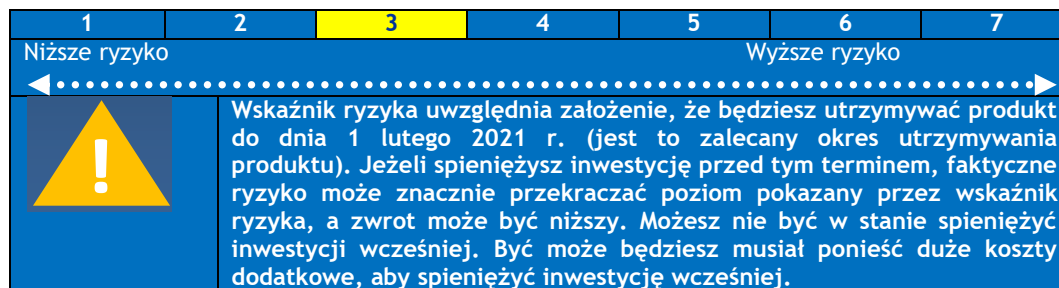 1 2 3 4 5 6 7
Niższe ryzyko Wyższe ryzyko
Wskaźnik ryzyka uwzględnia założenie, że będziesz utrzymywać produkt
do dnia 1 lutego 2021 r. (jest to zalecany okres utrzymywania
produktu). Jeżeli spieniężysz inwestycję przed tym terminem, faktyczne
ryzyko może znacznie przekraczać poziom pokazany przez wskaźnik
ryzyka, a zwrot może być niższy. Możesz nie być w stanie spieniężyć
inwestycji wcześniej. Być może będziesz musiał ponieść duże koszty
dodatkowe, aby spieniężyć inwestycję wcześniej.